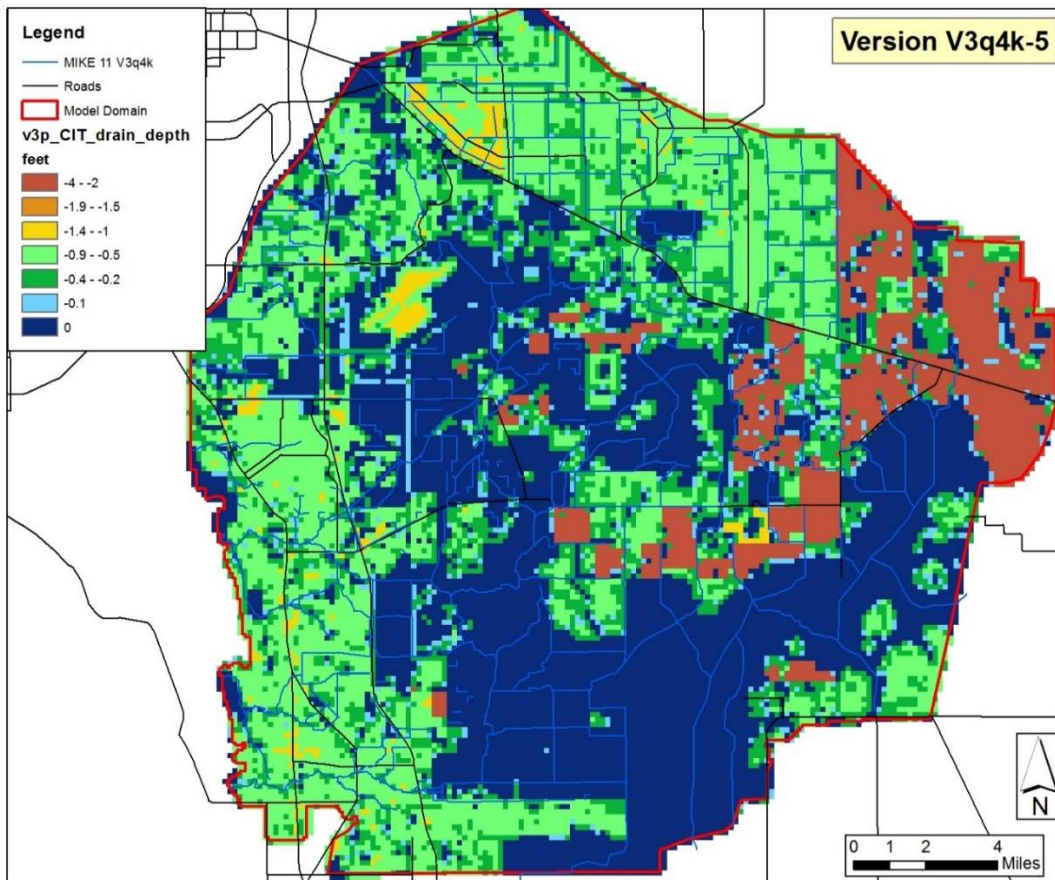 Legend
MIKE 11 V3q4k
Roads
Model Domain
v3p_CIT_drain_depth
feet
-4 - -2
-1.9 - -1.5
-1.4 - -1
-0.9 - -0.5
-0.4 - -0.2
-0.1
0
Version V3q4k-5
N
0 1 2 4
Miles